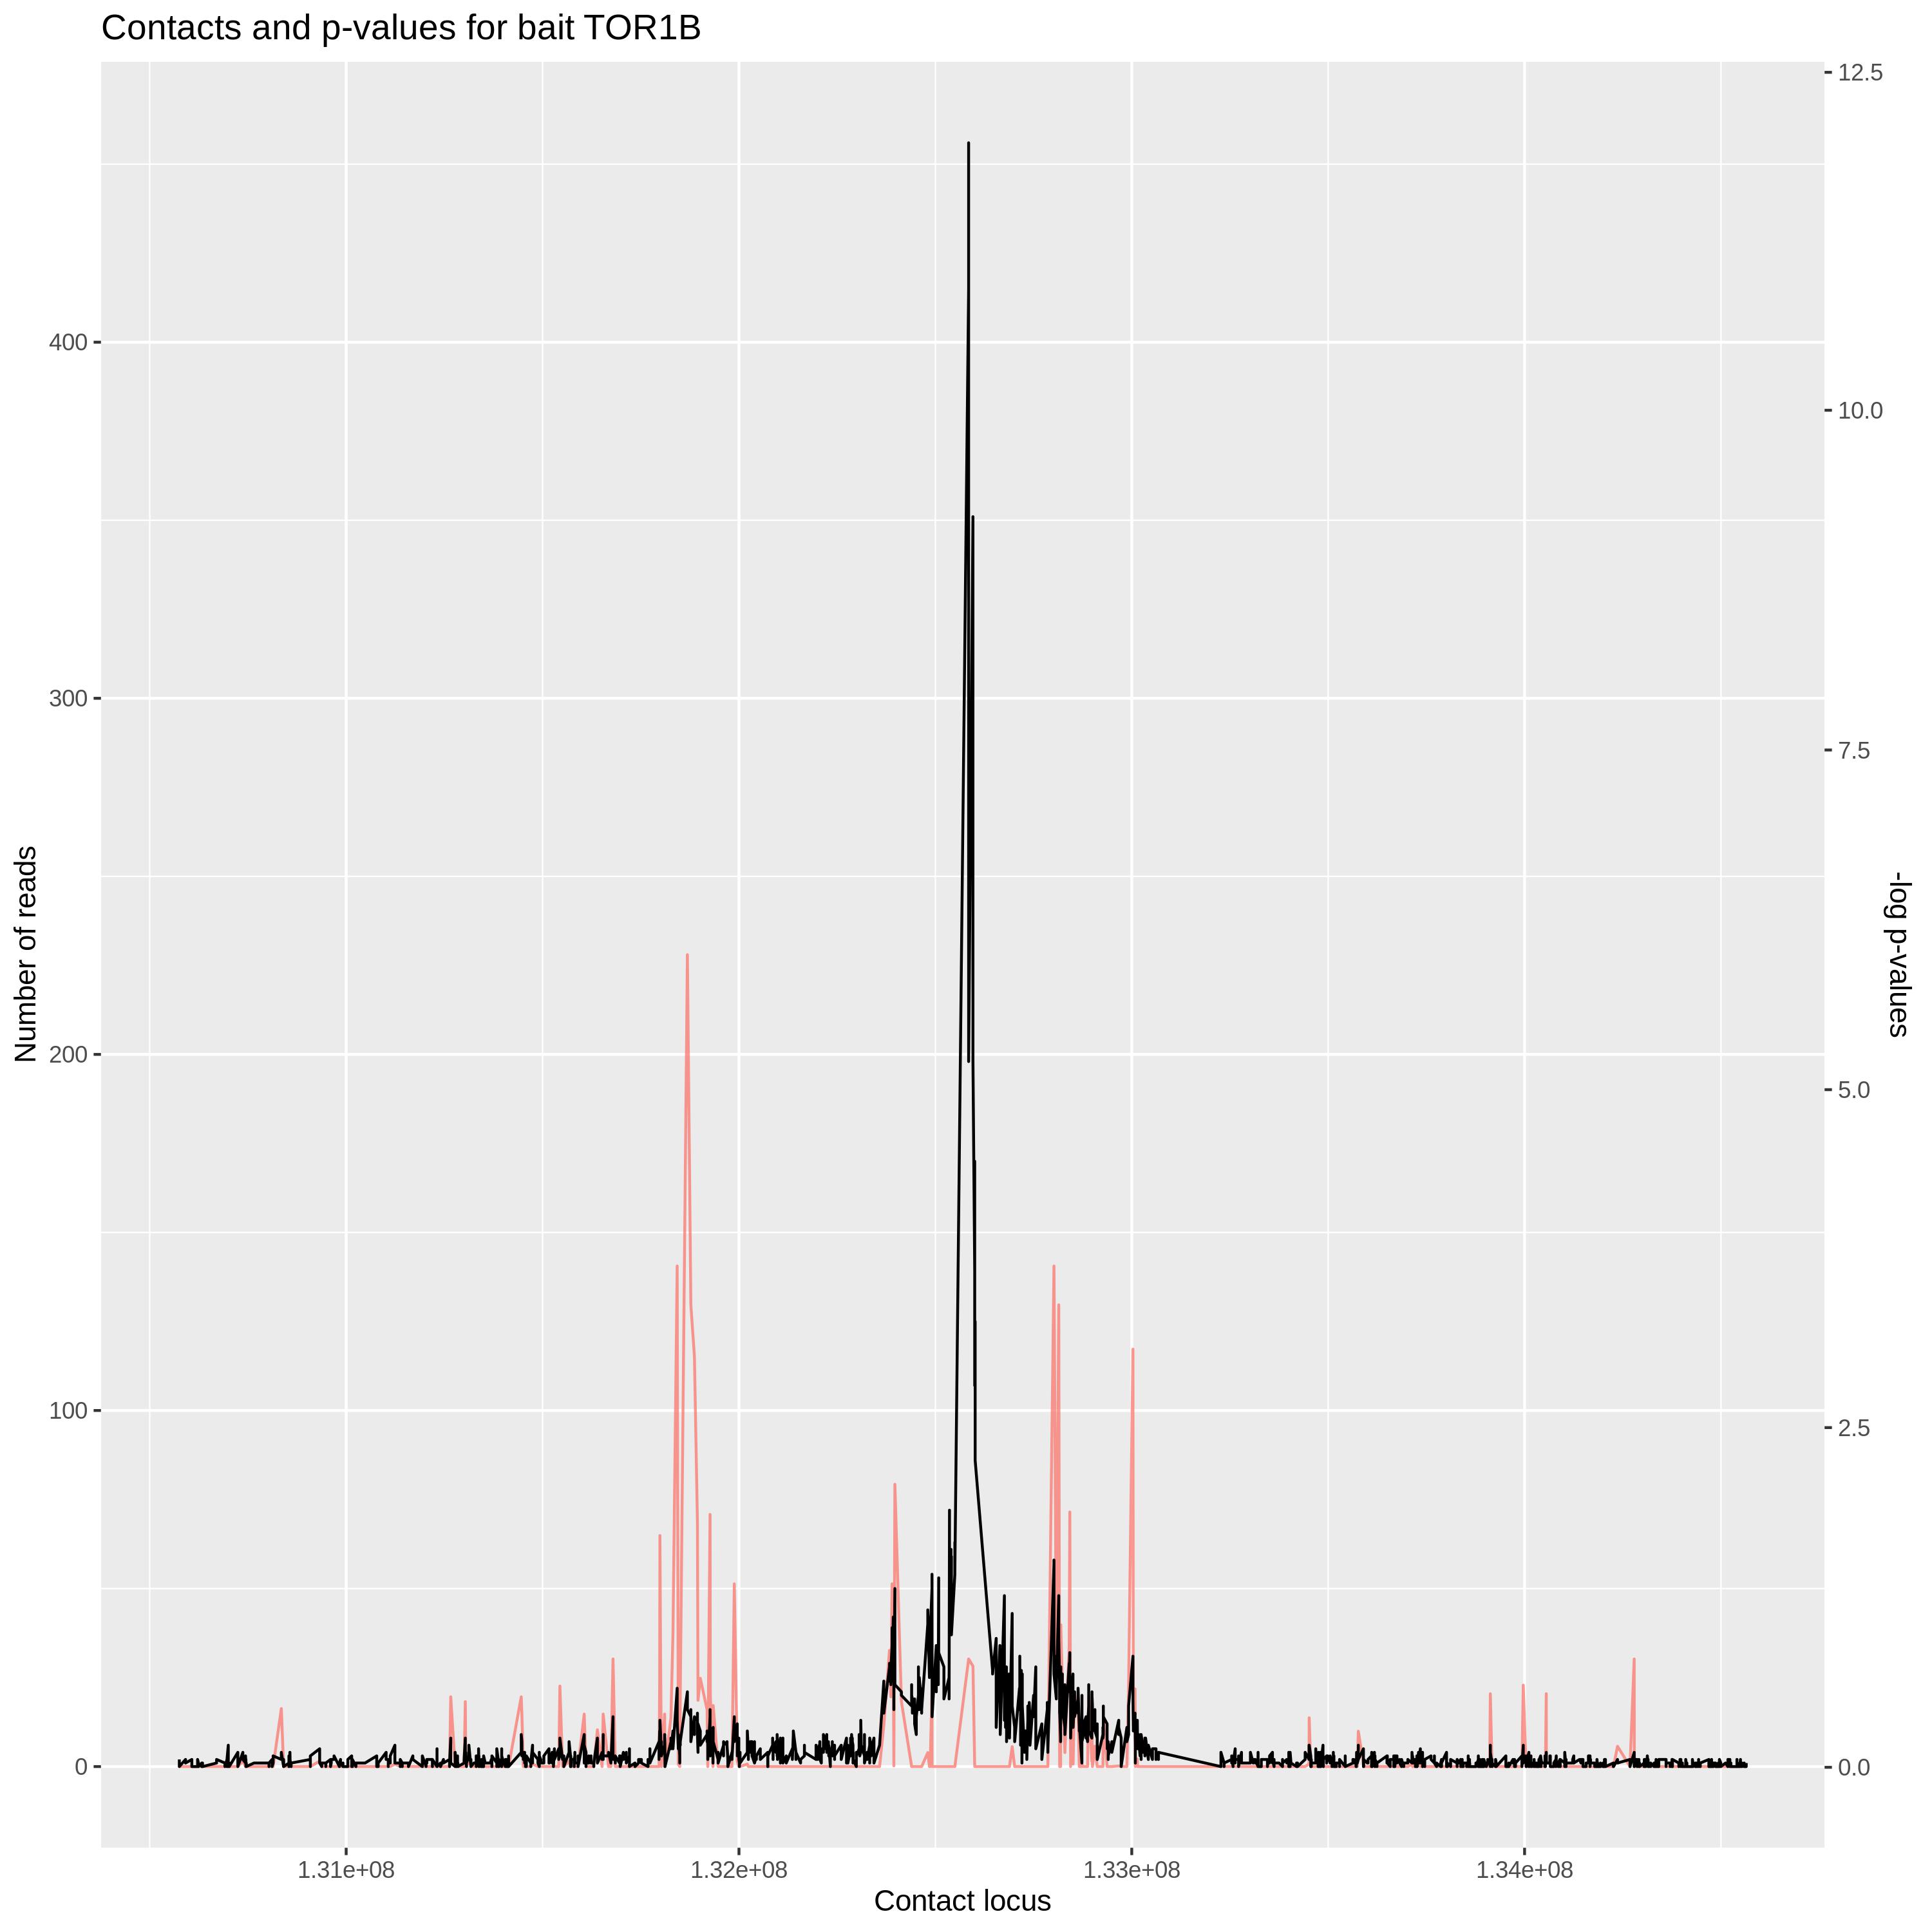 Contacts and p-values for bait TOR1B
12.5
400
10.0
300
7.5
Number of reads
-log p-values
200
5.0
100
2.5
0
0.0
1.31e+08
1.32e+08
1.33e+08
1.34e+08
Contact locus